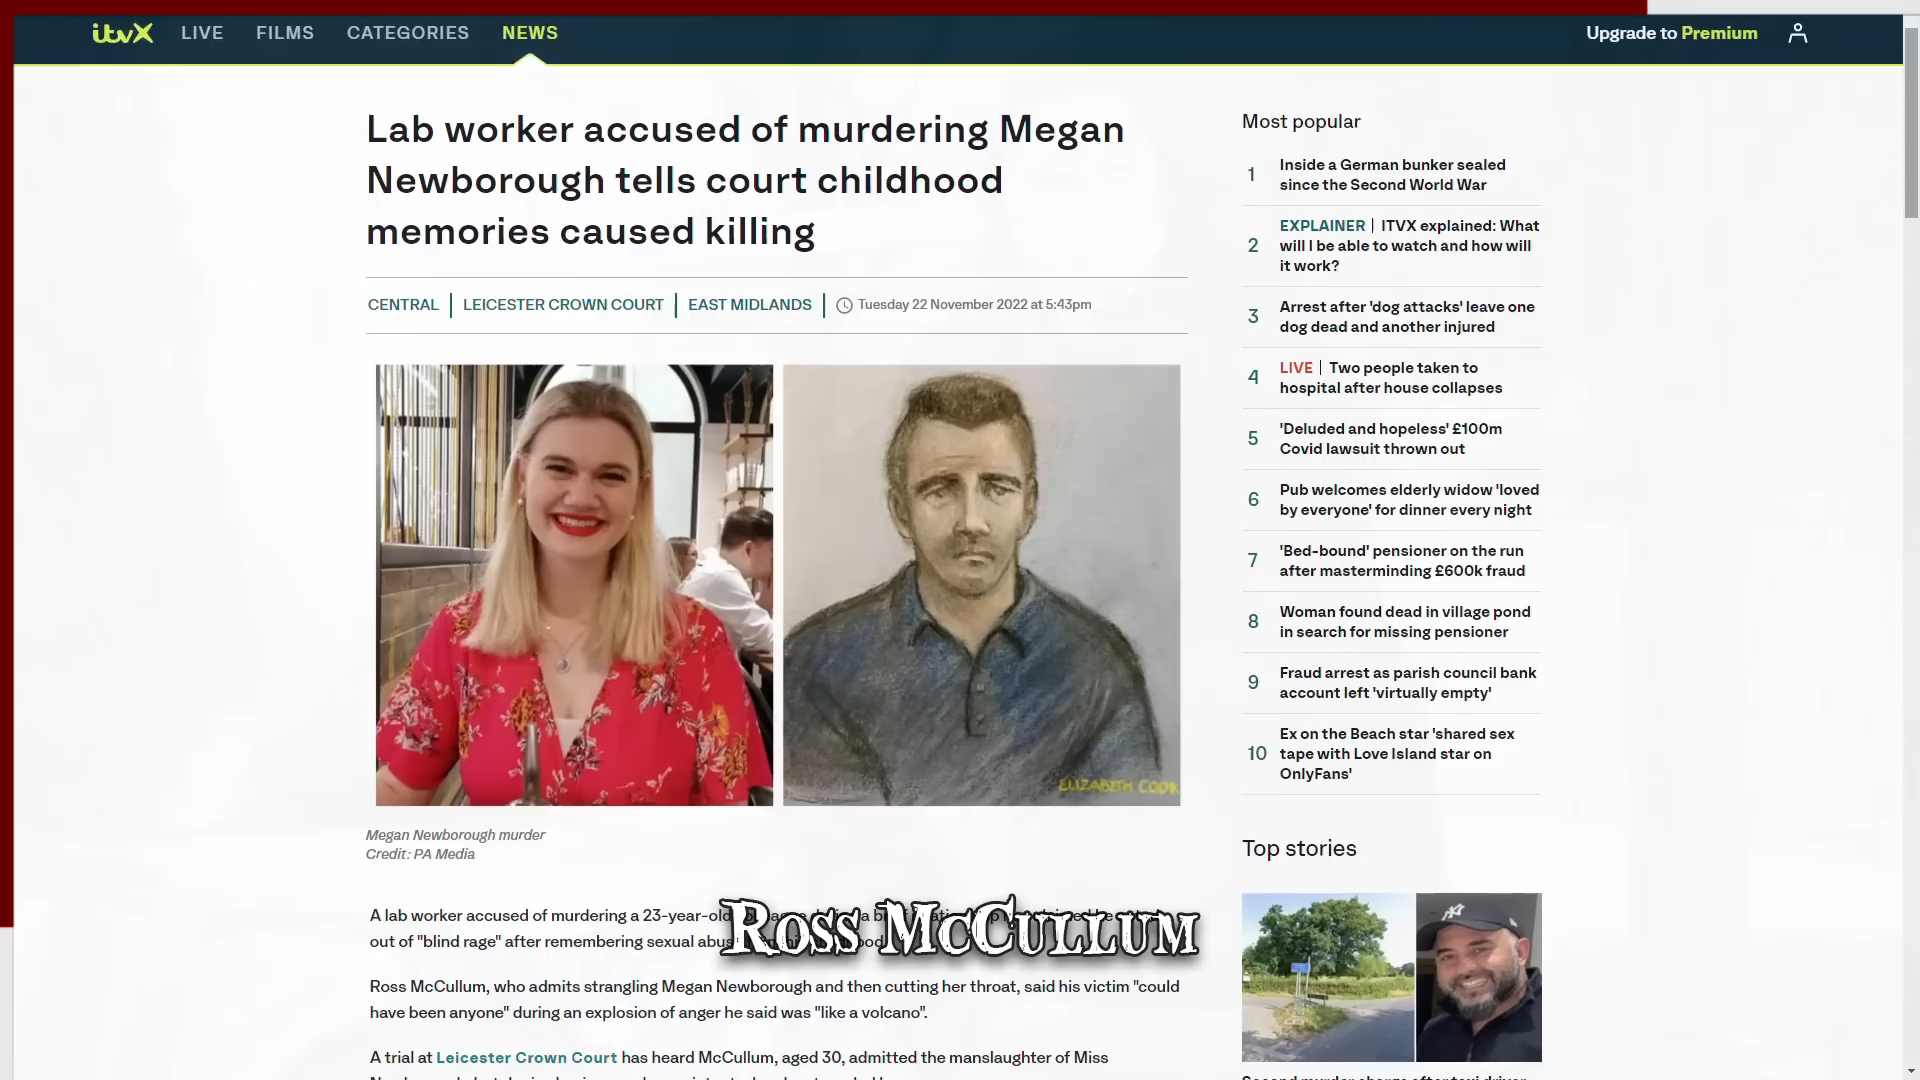 itvX LIVE FILMS CATEGORIES NEWS Upgrade to Premium
Lab worker accused of murdering Megan
Newborough tells court childhood
memories caused killing
CENTRAL | LEICESTER CROWN COURT | EAST MIDLANDS | Tuesday 22 November 2022 at 5:43pm
ELIZABETH COOK
Megan Newborough murder
Credit: PA Media
A lab worker accused of murdering a 23-year-old
out of "blind rage" after remembering sexual
Ross McCullum
Ross McCullum, who admits strangling Megan Newborough and then cutting her throat, said his victim "could
have been anyone" during an explosion of anger he said was "like a volcano".
A trial at Leicester Crown Court has heard McCullum, aged 30, admitted the manslaughter of Miss
Most popular
1 Inside a German bunker sealed
since the Second World War
2 EXPLAINER | ITVX explained: What
will I be able to watch and how will
it work?
3 Arrest after 'dog attacks' leave one
dog dead and another injured
4 LIVE | Two people taken to
hospital after house collapses
5 'Deluded and hopeless' £100m
Covid lawsuit thrown out
6 Pub welcomes elderly widow 'loved
by everyone' for dinner every night
7 'Bed-bound' pensioner on the run
after masterminding £600k fraud
8 Woman found dead in village pond
in search for missing pensioner
9 Fraud arrest as parish council bank
account left 'virtually empty'
10 Ex on the Beach star 'shared sex
tape with Love Island star on
OnlyFans'
Top stories
Second murder charge after taxi driver